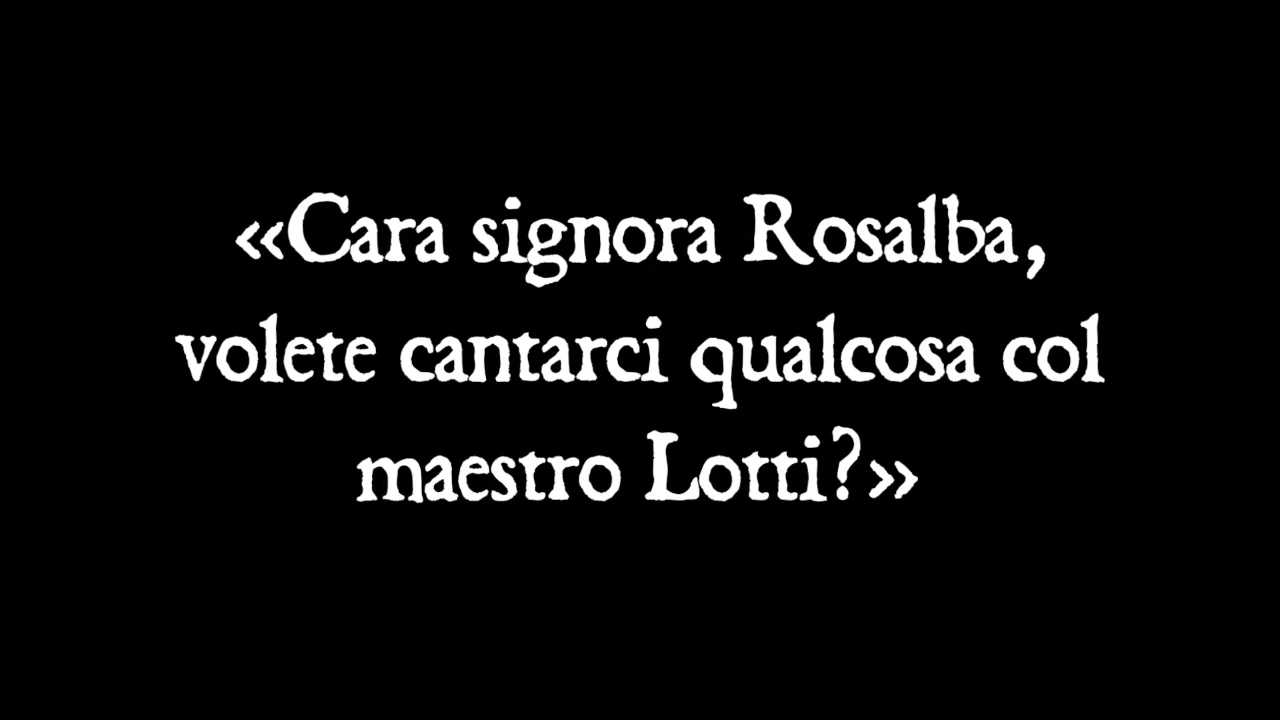 «Cara signora Rosalba,
volete cantarci qualcosa col
maestro Lotti?»